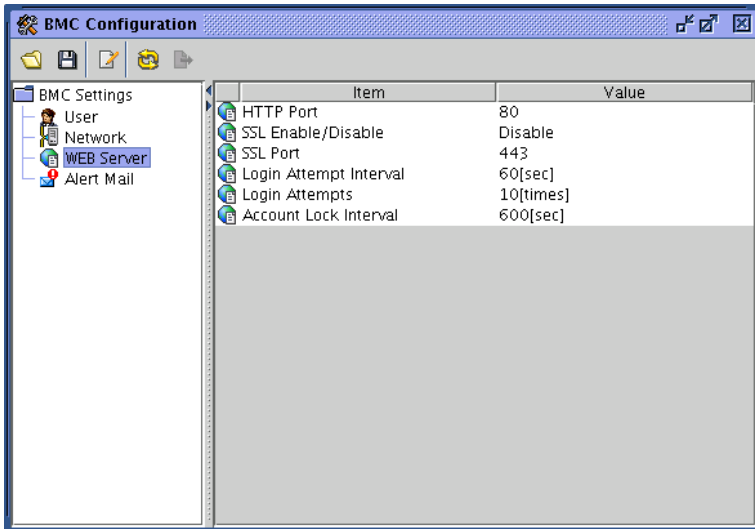 BMC Configuration
BMC Settings
User
Network
WEB Server
Alert Mail
Item Value
HTTP Port 80
SSL Enable/Disable Disable
SSL Port 443
Login Attempt Interval 60[sec]
Login Attempts 10[times]
Account Lock Interval 600[sec]